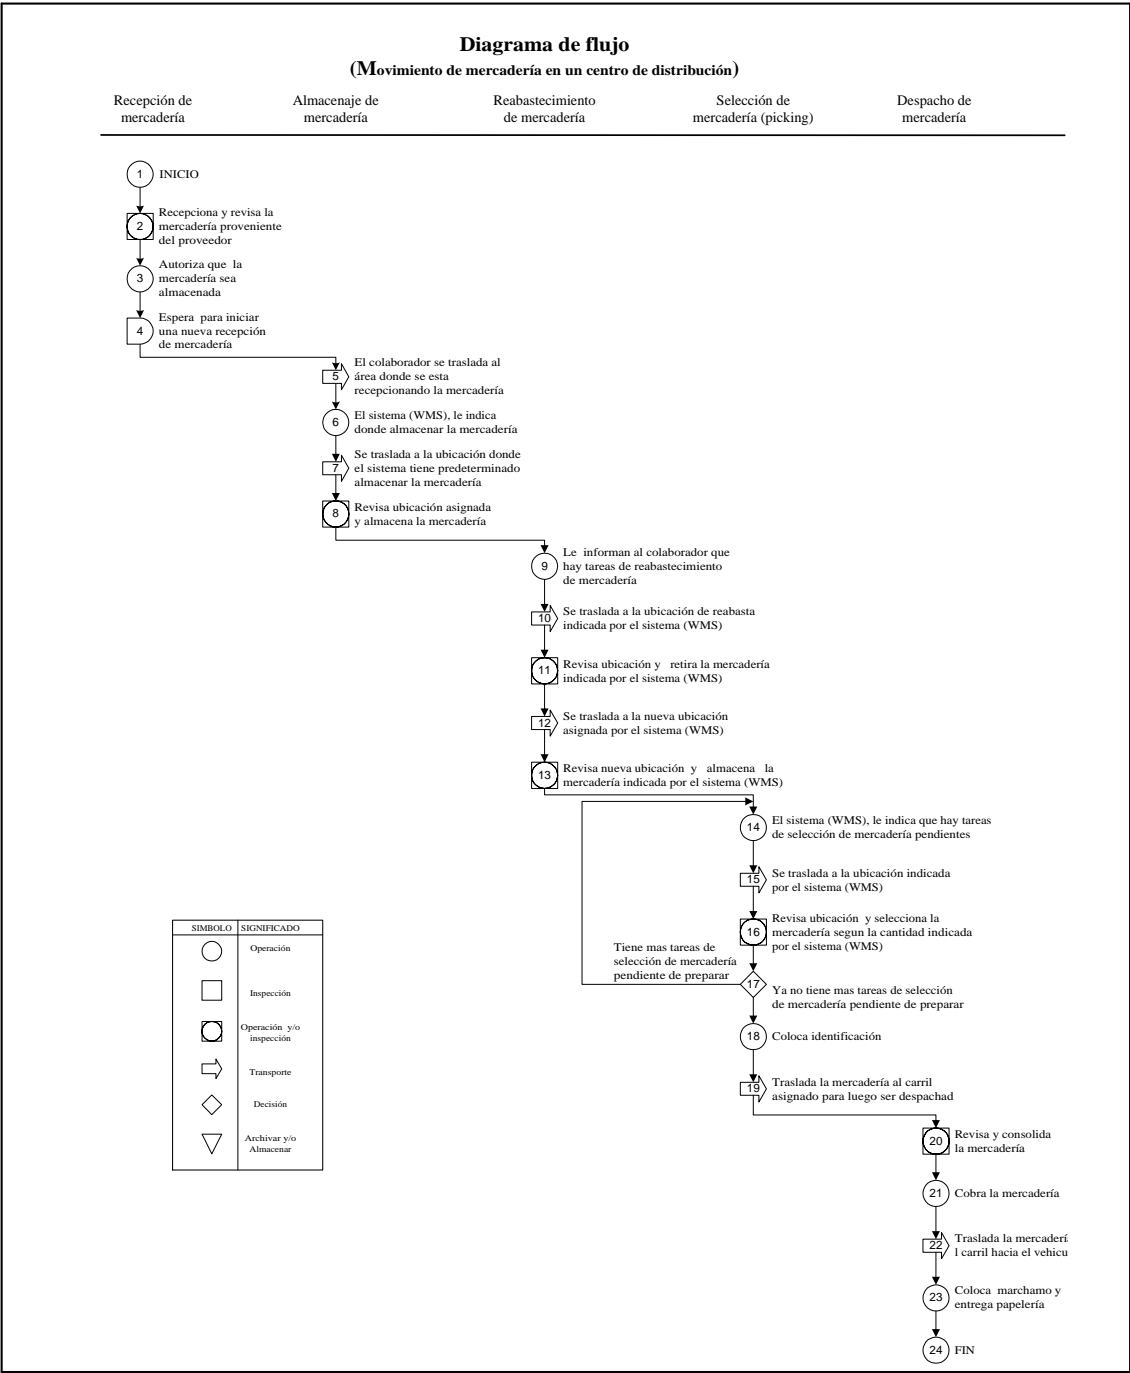 Diagrama de flujo
(Movimiento de mercadería en un centro de distribución)
Recepción de
mercadería
Almacenaje de
mercadería
Reabastecimiento
de mercadería
Selección de
mercadería (picking)
Despacho de
mercadería
1 INICIO
2
Recepciona y revisa la
mercadería proveniente
del proveedor
3
Autoriza que la
mercadería sea
almacenada
4
Espera para iniciar
una nueva recepción
de mercadería
5
El colaborador se traslada al
área donde se esta
recepcionando la mercadería
6
El sistema (WMS), le indica
donde almacenar la mercadería
7
Se traslada a la ubicación donde
el sistema tiene predeterminado
almacenar la mercadería
8
Revisa ubicación asignada
y almacena la mercadería
9
Le informan al colaborador que
hay tareas de reabastecimiento
de mercadería
10
Se traslada a la ubicación de reabasta
indicada por el sistema (WMS)
11
Revisa ubicación y retira la mercadería
indicada por el sistema (WMS)
12
Se traslada a la nueva ubicación
asignada por el sistema (WMS)
13
Revisa nueva ubicación y almacena la
mercadería indicada por el sistema (WMS)
14
El sistema (WMS), le indica que hay tareas
de selección de mercadería pendientes
15
Se traslada a la ubicación indicada
por el sistema (WMS)
16
Revisa ubicación y selecciona la
mercadería segun la cantidad indicada
por el sistema (WMS)
Tiene mas tareas de
selección de mercadería
pendiente de preparar
17
Ya no tiene mas tareas de selección
de mercadería pendiente de preparar
18 Coloca identificación
19
Traslada la mercadería al carril
asignado para luego ser despachad
20
Revisa y consolida
la mercadería
21 Cobra la mercadería
22
Traslada la mercaderí
l carril hacia el vehicu
23
Coloca marchamo y
entrega papelería
24 FIN
SIMBOLO SIGNIFICADO
Operación
Inspección
Operación y/o
inspección
Transporte
Decisión
Archivar y/o
Almacenar